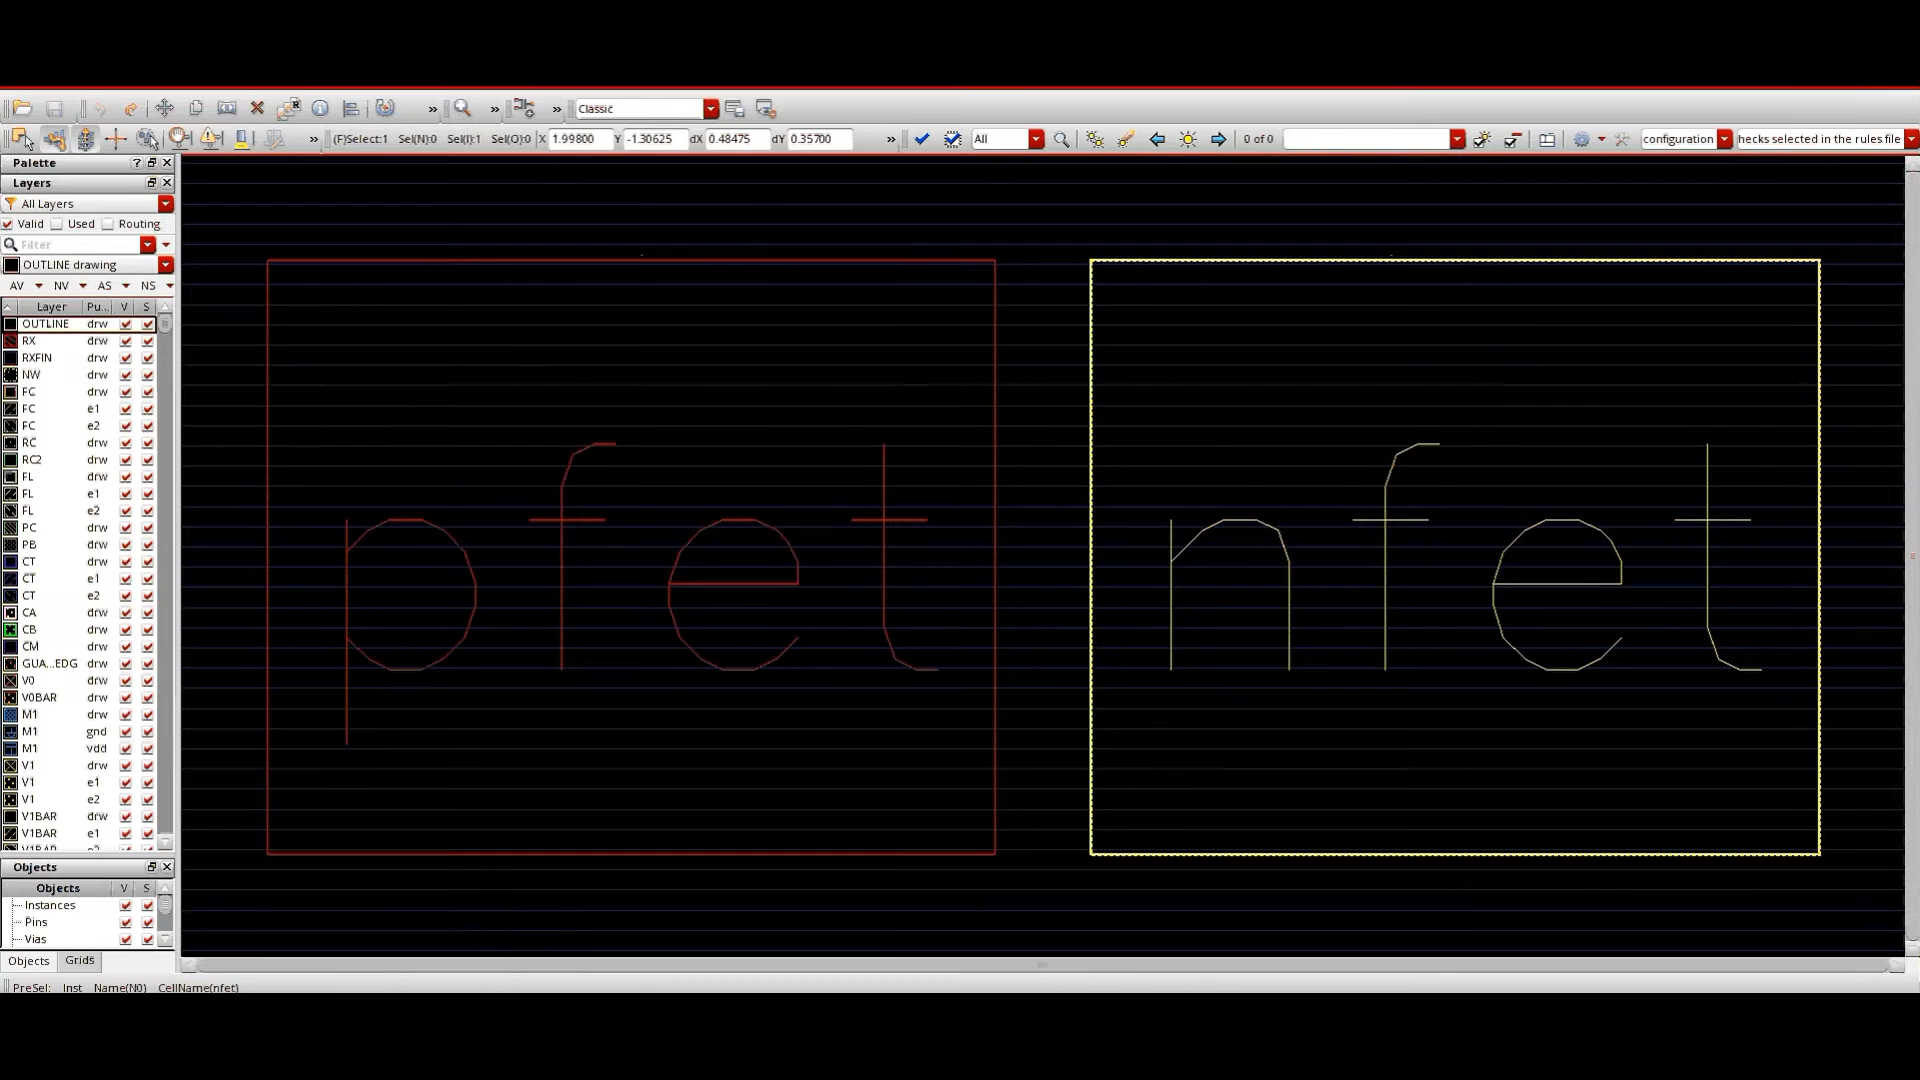 Classic
(F)Select:1 Sel(N):0 Sel(I):1 Sel(O):0 X 1.99800 Y -1.30625 dX 0.48475 dY 0.35700 All 0 of 0 configuration hecks selected in the rules file
Palette
Layers
All Layers
Valid Used Routing
Filter
OUTLINE drawing
AV NV AS NS
Layer Pu... V S
OUTLINE drw
RX drw
RXFIN drw
NW drw
FC drw
FC e1
FC e2
RC drw
RC2 drw
FL drw
FL e1
FL e2
PC drw
PB drw
CT drw
CT e1
CT e2
CA drw
CB drw
CM drw
GUA...EDG drw
V0 drw
V0BAR drw
M1 drw
M1 gnd
M1 vdd
V1 drw
V1 e1
V1 e2
V1BAR drw
V1BAR e1
V1BAR e2
pfet nfet
Objects
Objects V S
Instances
Pins
Vias
Objects Grids
PreSel: Inst Name(N0) CellName(nfet)